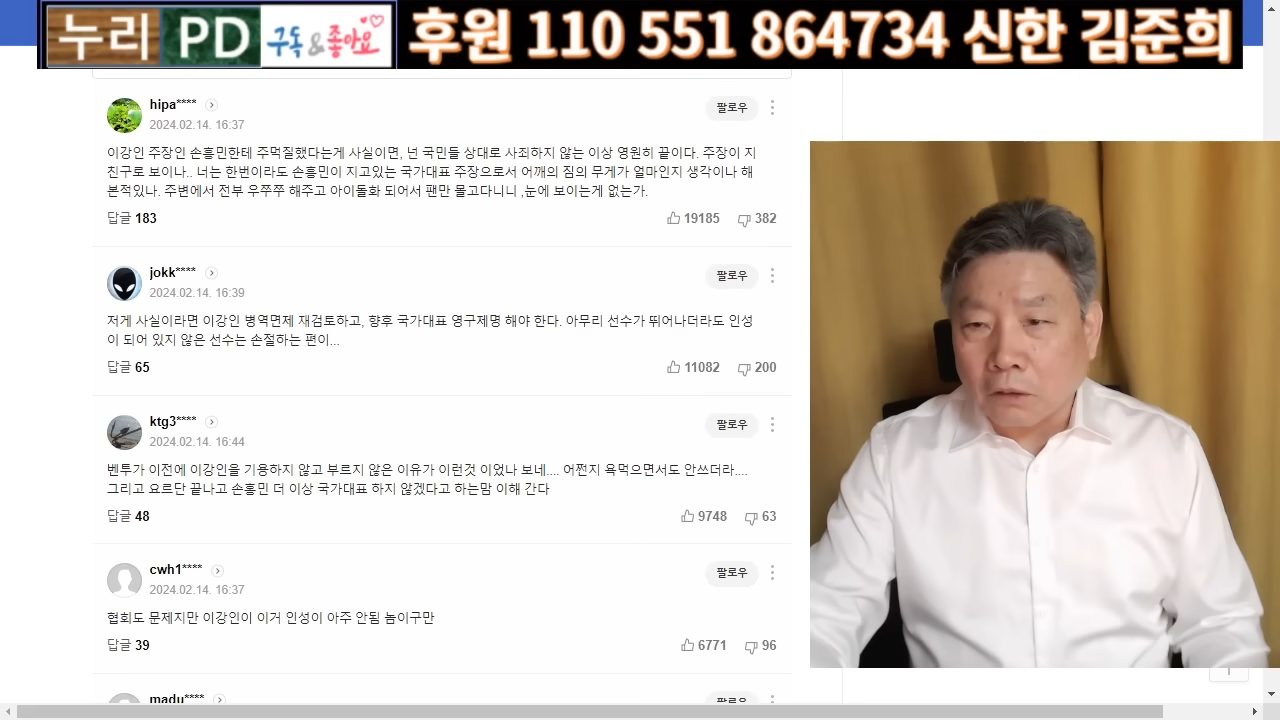 누리 PD 구독&좋아요 후원 110 551 864734 신한 김준희
hipa****
팔로우
2024.02.14. 16:37
이강인 주장인 손흥민한테 주먹질했다는게 사실이면, 넌 국민들 상대로 사죄하지 않는 이상 영원히 끝이다. 주장이 지
친구로 보이나.. 너는 한번이라도 손흥민이 지고있는 국가대표 주장으로서 어깨의 짐의 무게가 얼마인지 생각이나 해
본적있나. 주변에서 전부 우쭈쭈 해주고 아이돌화 되어서 팬만 몰고다니니 ,눈에 보이는게 없는가.
답글 183
19185 382
jokk****
팔로우
2024.02.14. 16:39
저게 사실이라면 이강인 병역면제 재검토하고, 향후 국가대표 영구제명 해야 한다. 아무리 선수가 뛰어나더라도 인성
이 되어 있지 않은 선수는 손절하는 편이...
답글 65
11082 200
ktg3****
팔로우
2024.02.14. 16:44
벤투가 이전에 이강인을 기용하지 않고 부르지 않은 이유가 이런것 이었나 보네.... 어쩐지 욕먹으면서도 안쓰더라....
그리고 요르단 끝나고 손흥민 더 이상 국가대표 하지 않겠다고 하는맘 이해 간다
답글 48
9748 63
cwh1****
팔로우
2024.02.14. 16:37
협회도 문제지만 이강인이 이거 인성이 아주 안됨 놈이구만
답글 39
6771 96
madu****
팔로우